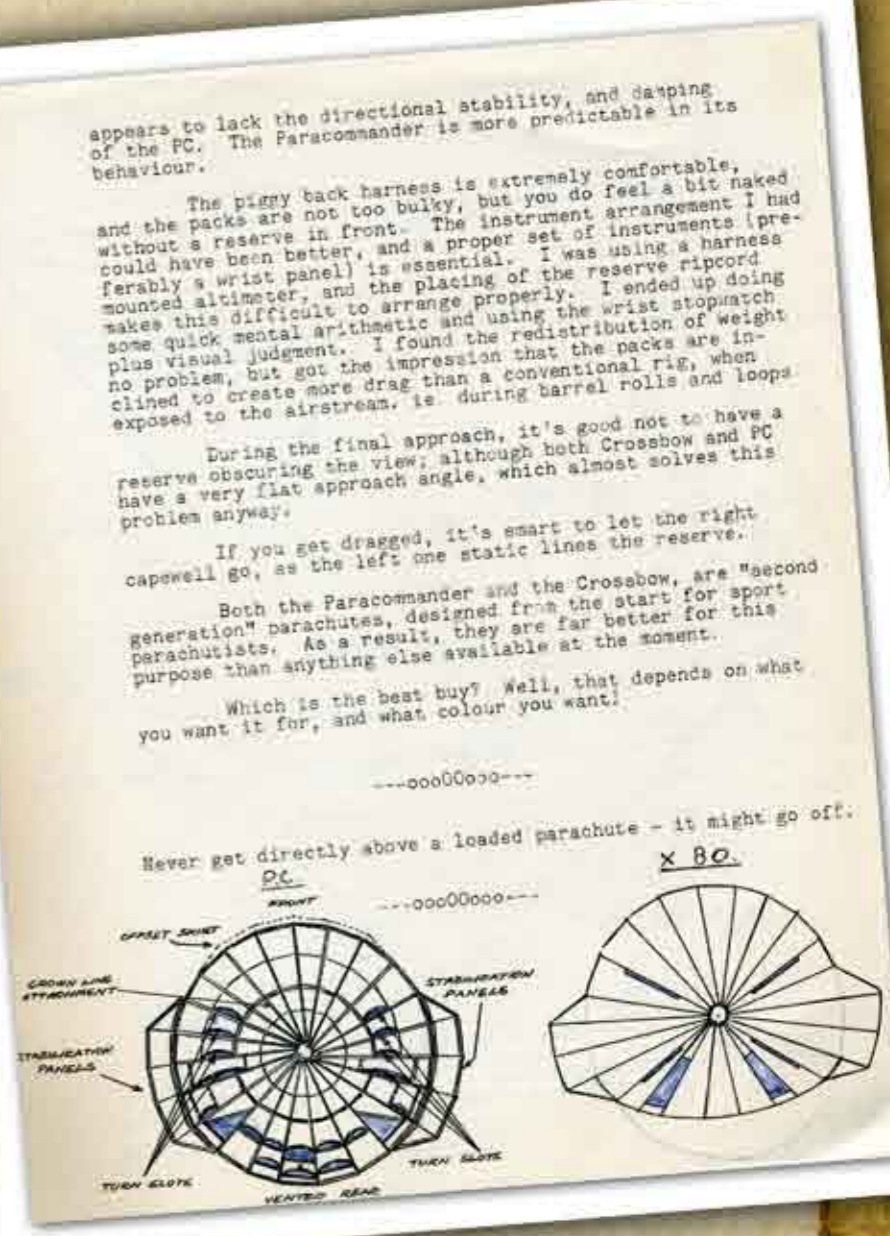 appears to lack the directional stability, and damping
of the PC. The Paracommander is more predictable in its
behaviour.
The piggy back harness is extremely comfortable,
and the packs are not too bulky, but you do feel a bit naked
without a reserve in front. The instrument arrangement I had
could have been better, and a proper set of instruments (pre-
ferably a wrist panel) is essential. I was using a harness
mounted altimeter, and the placing of the reserve ripcord
makes this difficult to arrange properly. I ended up doing
some quick mental arithmetic and using the wrist stopwatch
plus visual judgment. I found the redistribution of weight
no problem, but got the impression that the packs are in-
clined to create more drag than a conventional rig, when
exposed to the airstream, ie during barrel rolls and loops
During the final approach, it's good not to have a
reserve obscuring the view; although both Crossbow and PC
have a very flat approach angle, which almost solves this
problem anyway.
If you get dragged, it's smart to let the right
capewell go, as the left one static lines the reserve.
Both the Paracommander and the Crossbow, are "second
generation" parachutes, designed from the start for sport
parachutists. As a result, they are far better for this
purpose than anything else available at the moment.
Which is the best buy? Well, that depends on what
you want it for, and what colour you want!
---ooo00ooo---
Never get directly above a loaded parachute - it might go off.
P.C.
X BO.
FRONT
---ooo00ooo---
OFFSET SKIRT
CROWN LINE
ATTACHMENT
STABILIZATION
PANELS
STABILIZATION
PANELS
TURN SLOTS
TURN SLOTS
VENTED REAR